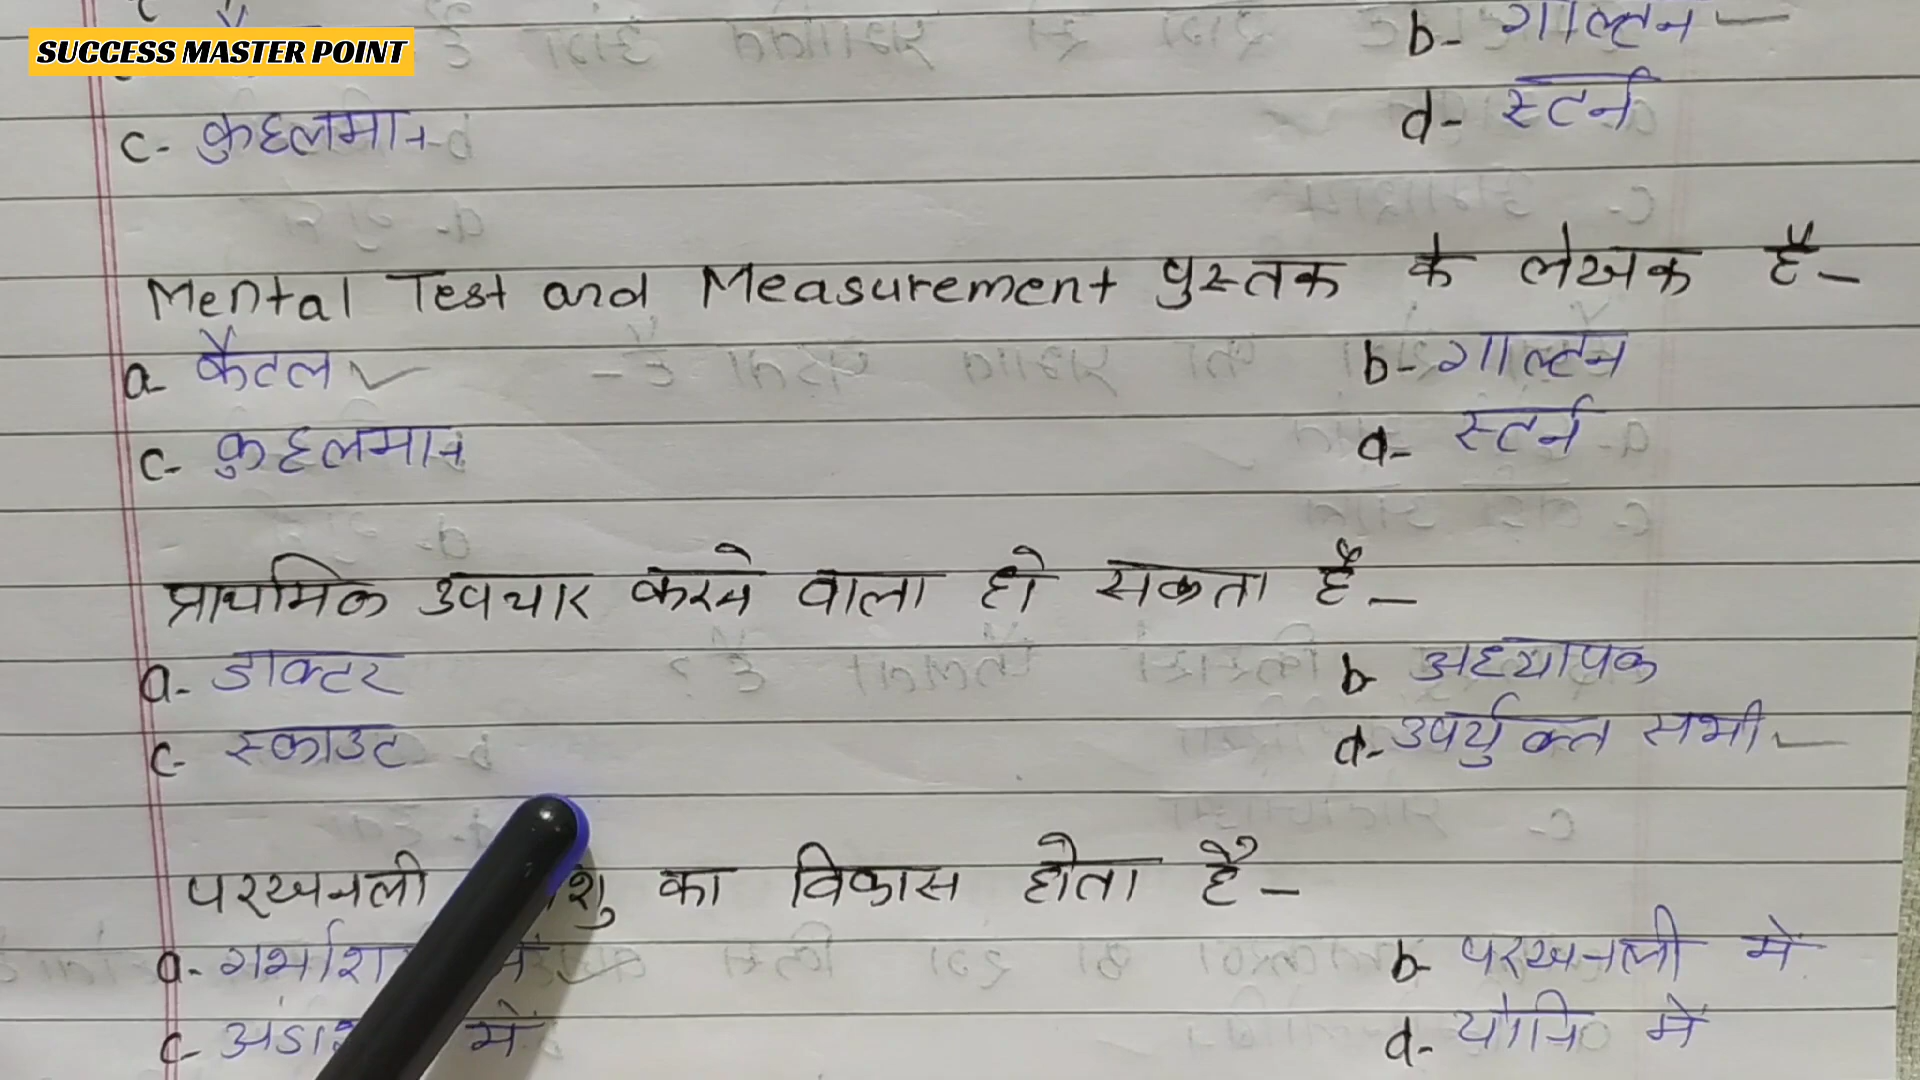 SUCCESS MASTER POINT
b- गाल्टन
c- कुहलमान
d- स्टर्न
Mental Test and Measurement पुस्तक के लेखक हैं-
a- कैटल
b- गाल्टन
c- कुहलमान
d- स्टर्न
प्राथमिक उपचार करने वाला हो सकता है-
a- डाक्टर
b- अध्यापक
c- स्काउट
d- उपर्युक्त सभी
परखनली का विकास होता है-
a-
b- परखनली में
c- में
d- योनि में